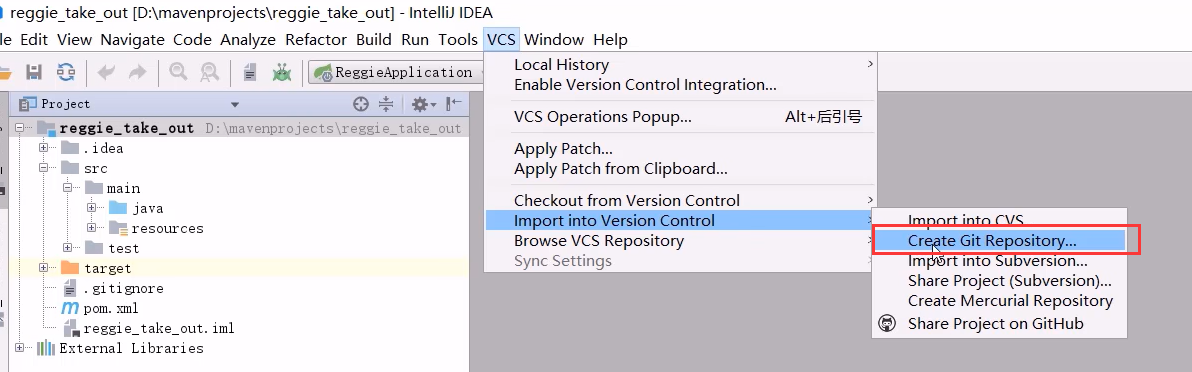 reggie_take_out [D:\mavenprojects\reggie_take_out] - IntelliJ IDEA
le Edit View Navigate Code Analyze Refactor Build Run Tools VCS Window Help
ReggieApplication
Project
reggie_take_out D:\mavenprojects\reggie_take_out
.idea
src
main
java
resources
test
target
.gitignore
pom.xml
reggie_take_out.iml
External Libraries
Local History
Enable Version Control Integration...
VCS Operations Popup... Alt+后引号
Apply Patch...
Apply Patch from Clipboard...
Checkout from Version Control
Import into Version Control
Browse VCS Repository
Sync Settings
Import into CVS
Create Git Repository...
Import into Subversion...
Share Project (Subversion)...
Create Mercurial Repository
Share Project on GitHub